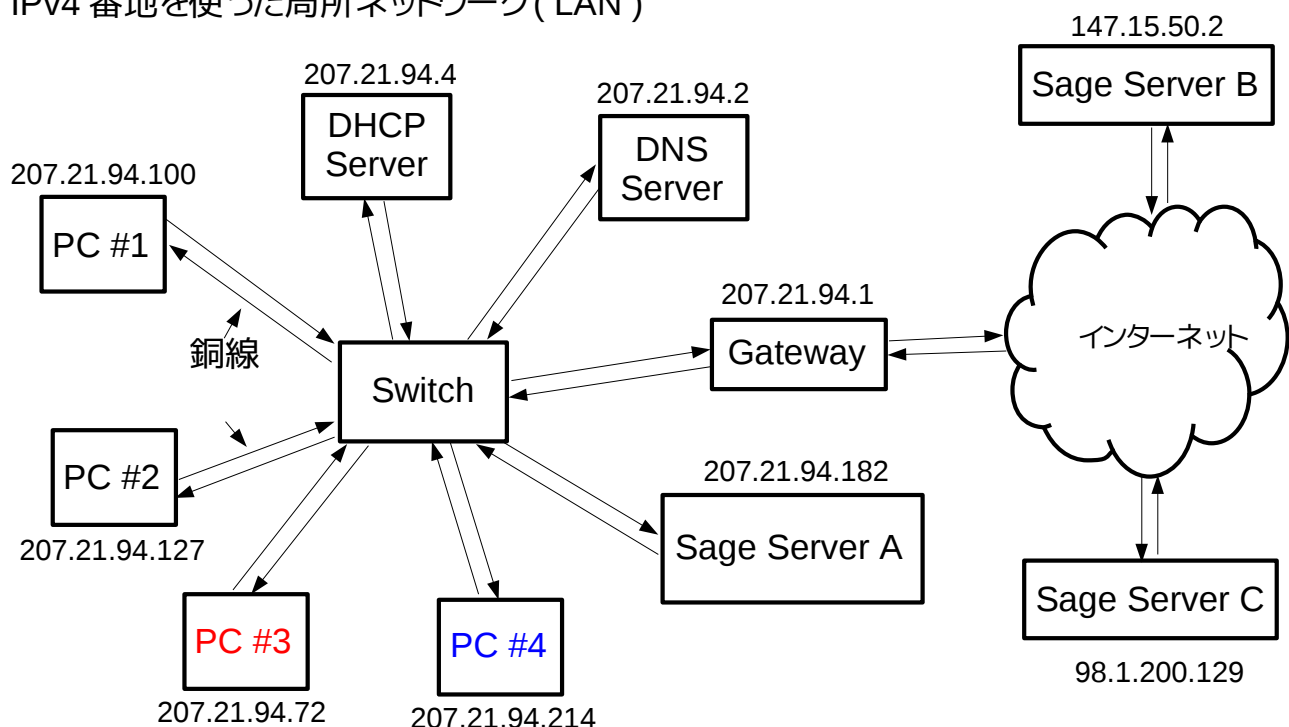 IPv4 番地を使った局所ネットワーク( LAN )
147.15.50.2
Sage Server B
207.21.94.4
DHCP
Server
207.21.94.2
DNS
Server
207.21.94.100
PC #1
銅線
Switch
207.21.94.1
Gateway
インターネット
PC #2
207.21.94.127
207.21.94.182
Sage Server A
PC #3
207.21.94.72
PC #4
207.21.94.214
Sage Server C
98.1.200.129